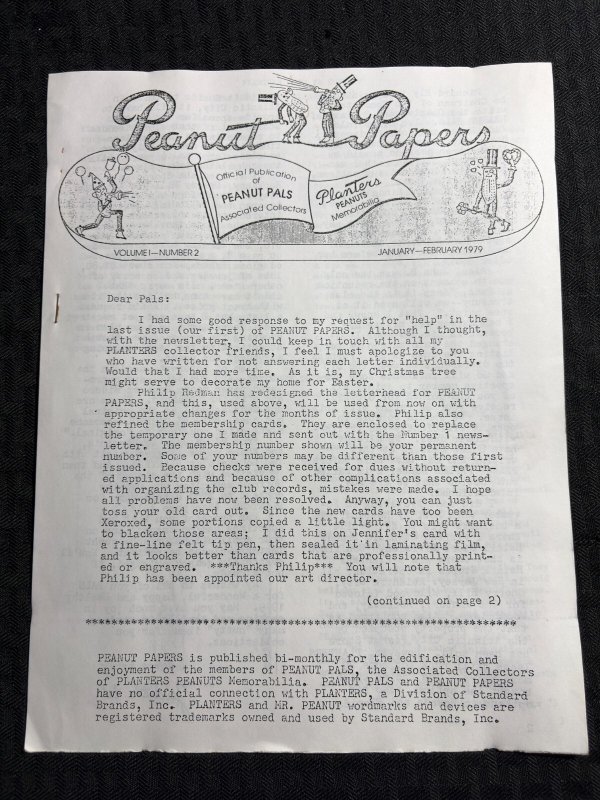 Peanut Papers
Official Publication
of
PEANUT PALS
Associated Collectors
Planters
PEANUTS
Memorabilia
VOLUME I—NUMBER 2
JANUARY—FEBRUARY 1979
Dear Pals:
I had some good response to my request for "help" in the
last issue (our first) of PEANUT PAPERS. Although I thought,
with the newsletter, I could keep in touch with all my
PLANTERS collector friends, I feel I must apologize to you
who have written for not answering each letter individually.
Would that I had more time. As it is, my Christmas tree
might serve to decorate my home for Easter.
Philip Redman has redesigned the letterhead for PEANUT
PAPERS, and this, used above, will be used from now on with
appropriate changes for the months of issue. Philip also
refined the membership cards. They are enclosed to replace
the temporary one I made and sent out with the Number 1 news-
letter. The membership number shown will be your permanent
number. Some of your numbers may be different than those first
issued. Because checks were received for dues without return-
ed applications and because of other complications associated
with organizing the club records, mistakes were made. I hope
all problems have now been resolved. Anyway, you can just
toss your old card out. Since the new cards have too been
Xeroxed, some portions copied a little light. You might want
to blacken those areas; I did this on Jennifer's card with
a fine-line felt tip pen, then sealed it in laminating film,
and it looks better than cards that are professionally print-
ed or engraved. ***Thanks Philip*** You will note that
Philip has been appointed our art director.
(continued on page 2)
PEANUT PAPERS is published bi-monthly for the edification and
enjoyment of the members of PEANUT PALS, the Associated Collectors
of PLANTERS PEANUTS Memorabilia. PEANUT PALS and PEANUT PAPERS
have no official connection with PLANTERS, a Division of Standard
Brands, Inc. PLANTERS and MR. PEANUT wordmarks and devices are
registered trademarks owned and used by Standard Brands, Inc.